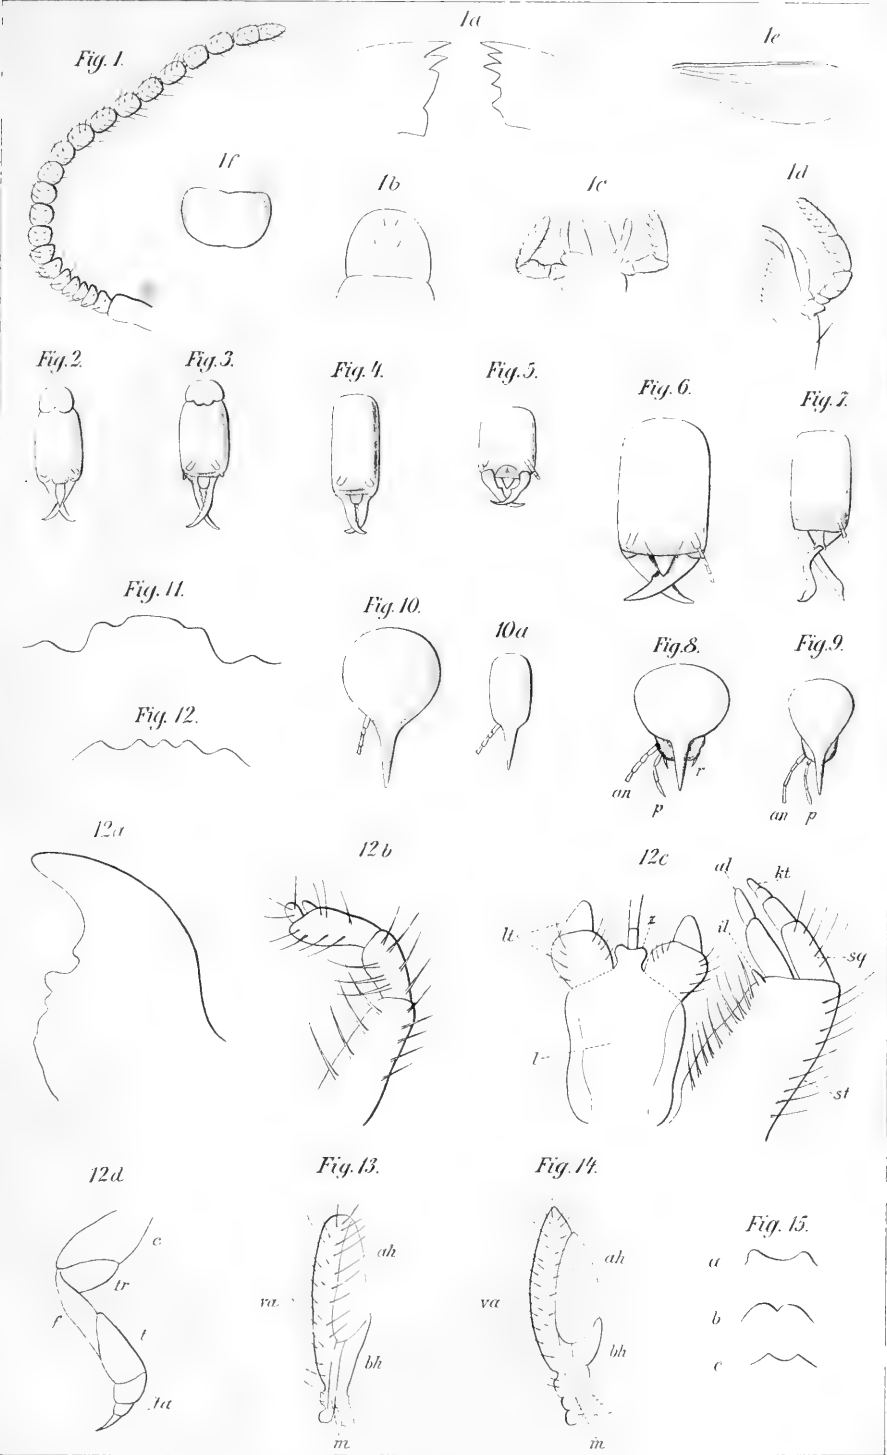 1a
1e
Fig. 1.
1f
1b
1c
1d
Fig. 2.
Fig. 3.
Fig. 4.
Fig. 5.
Fig. 6.
Fig. 7.
Fig. 11.
Fig. 10.
10a
Fig. 8.
Fig. 9.
Fig. 12.
r
an
p
an
p
12a
12b
12c
al
kt
lt
z
il
sq
l
st
12d
Fig. 13.
Fig. 14.
Fig. 15.
c
ah
ah
a
tr
va
va
f
t
b
bh
bh
c
ta
m
m